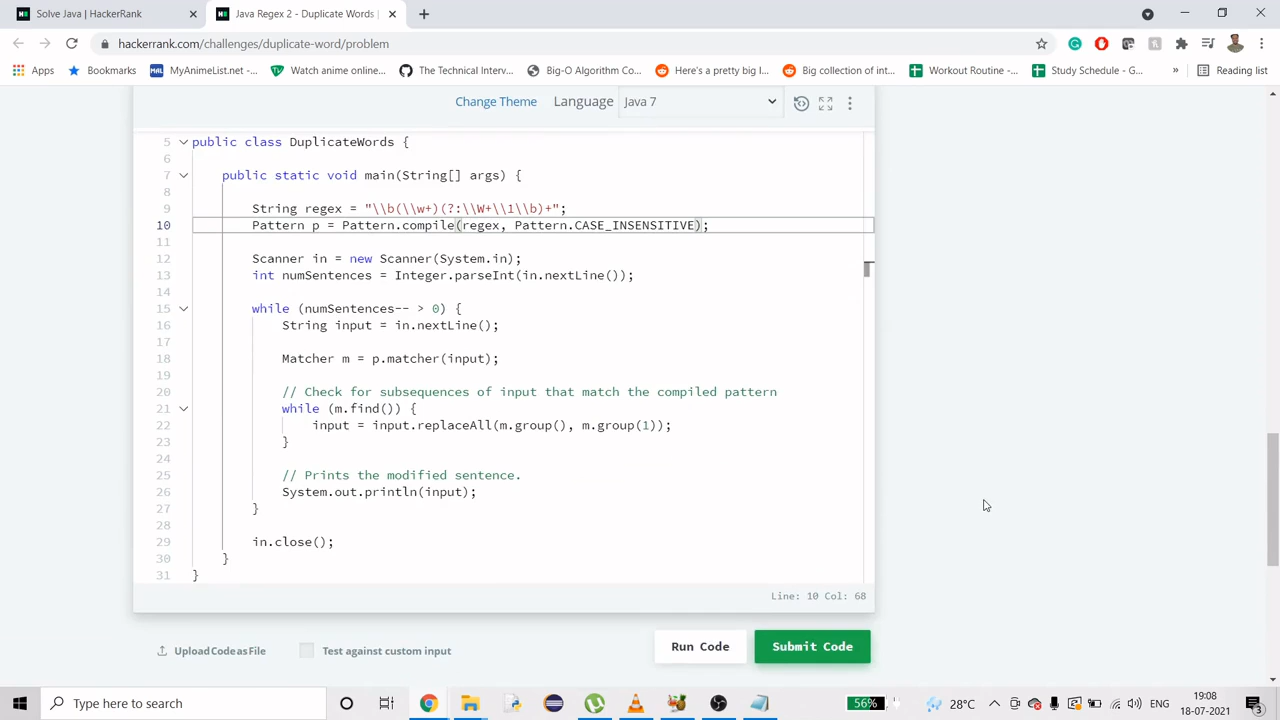 Solve Java | HackerRank
Java Regex 2 - Duplicate Words |
hackerrank.com/challenges/duplicate-word/problem
Apps Bookmarks MyAnimeList.net -... Watch anime online... The Technical Interv... Big-O Algorithm Co... Here's a pretty big l... Big collection of int... Workout Routine -... Study Schedule - G... » Reading list
Change Theme Language Java 7
5 public class DuplicateWords {
6
7 public static void main(String[] args) {
8
9 String regex = "\\b(\\w+)(?:\\W+\\1\\b)+";
10 Pattern p = Pattern.compile(regex, Pattern.CASE_INSENSITIVE);
11
12 Scanner in = new Scanner(System.in);
13 int numSentences = Integer.parseInt(in.nextLine());
14
15 while (numSentences-- > 0) {
16 String input = in.nextLine();
17
18 Matcher m = p.matcher(input);
19
20 // Check for subsequences of input that match the compiled pattern
21 while (m.find()) {
22 input = input.replaceAll(m.group(), m.group(1));
23 }
24
25 // Prints the modified sentence.
26 System.out.println(input);
27 }
28
29 in.close();
30 }
31 }
Line: 10 Col: 68
Upload Code as File Test against custom input Run Code Submit Code
Type here to search 56% 28°C ENG 19:08
18-07-2021 3